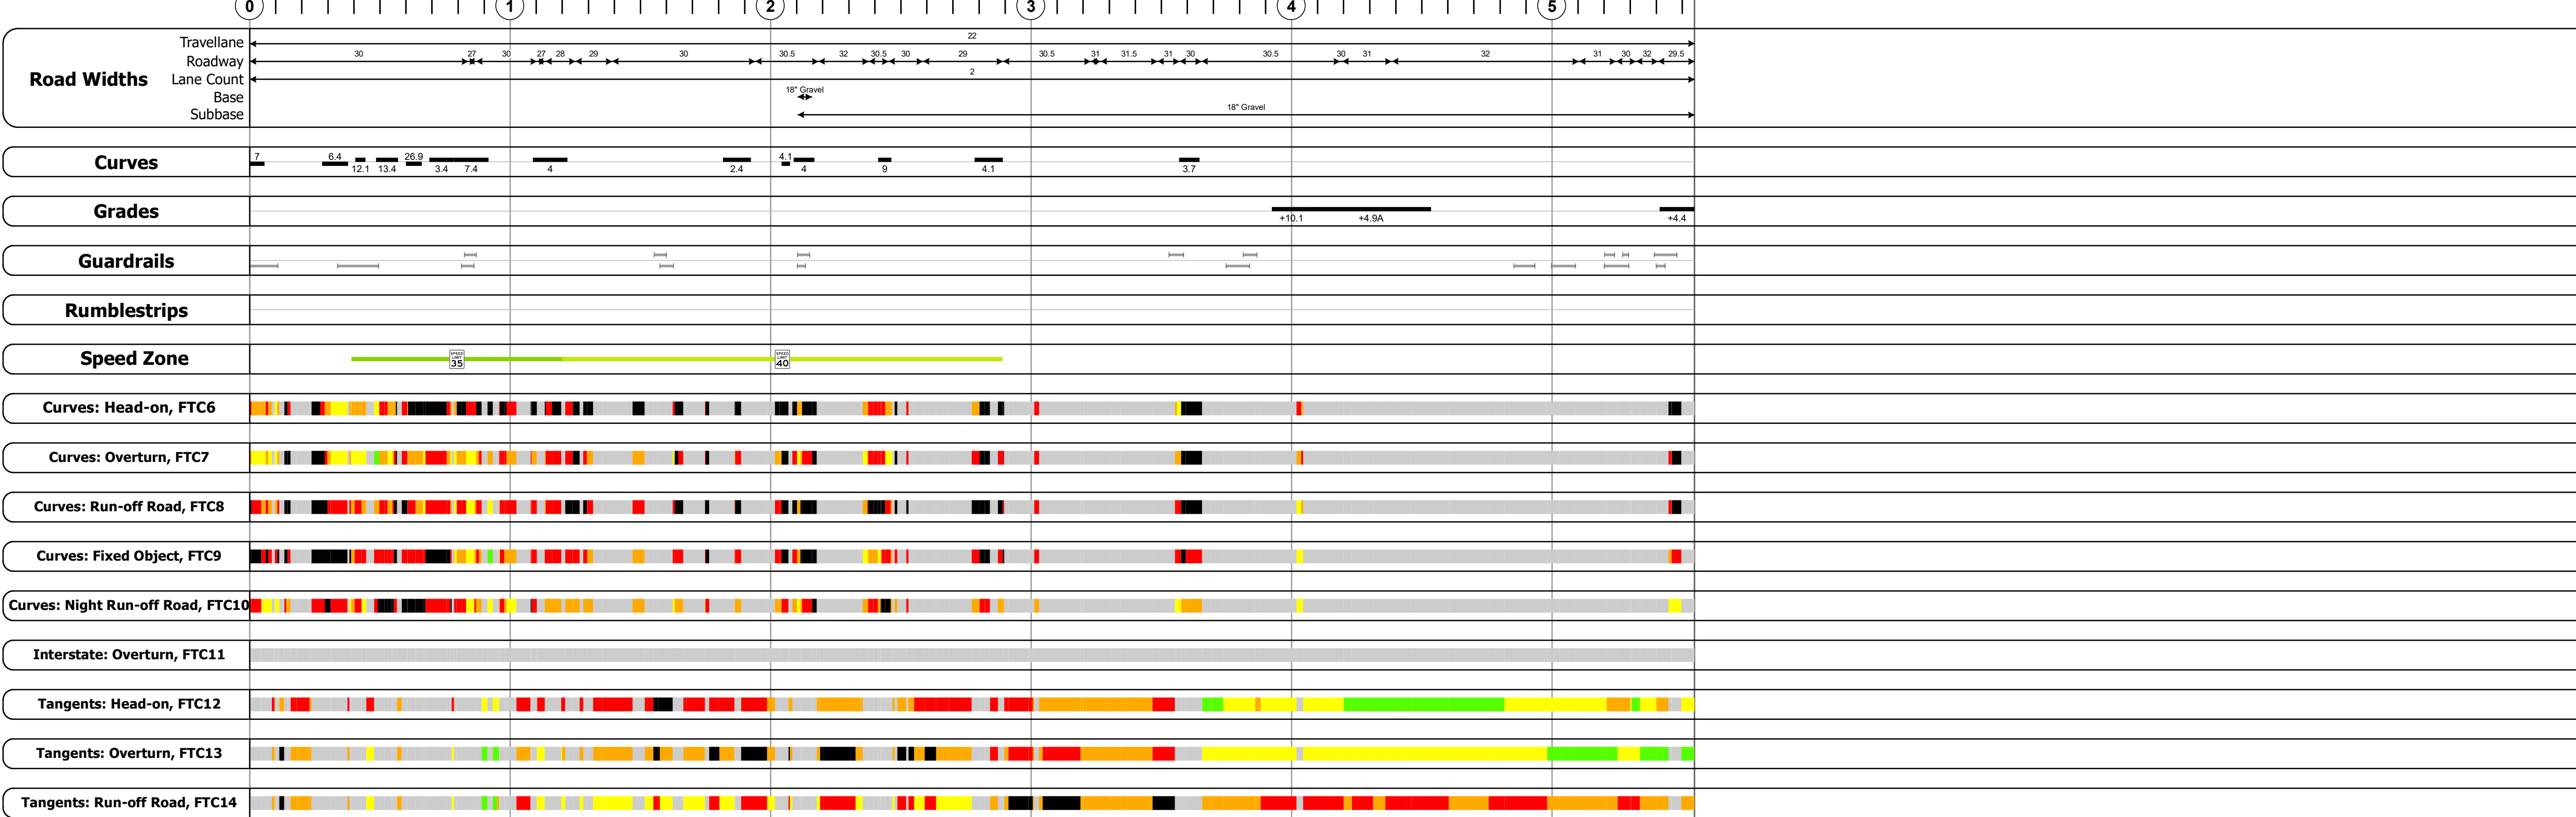 0 1 2 3 4 5
Travellane 22
30 27 30 27 28 29 30 30.5 32 30.5 30 29 30.5 31 31.5 31 30 30.5 30 31 32 31 30 32 29.5
Roadway
Road Widths
Lane Count 2
18" Gravel
Base
18" Gravel
Subbase
7 6.4 26.9 4.1
Curves
12.1 13.4 3.4 7.4 4 2.4 4 9 4.1 3.7
Grades
+10.1 +4.9A +4.4
Guardrails
Rumblestrips
Speed Zone
SPEED LIMIT 35
SPEED LIMIT 40
Curves: Head-on, FTC6
Curves: Overturn, FTC7
Curves: Run-off Road, FTC8
Curves: Fixed Object, FTC9
Curves: Night Run-off Road, FTC10
Interstate: Overturn, FTC11
Tangents: Head-on, FTC12
Tangents: Overturn, FTC13
Tangents: Run-off Road, FTC14